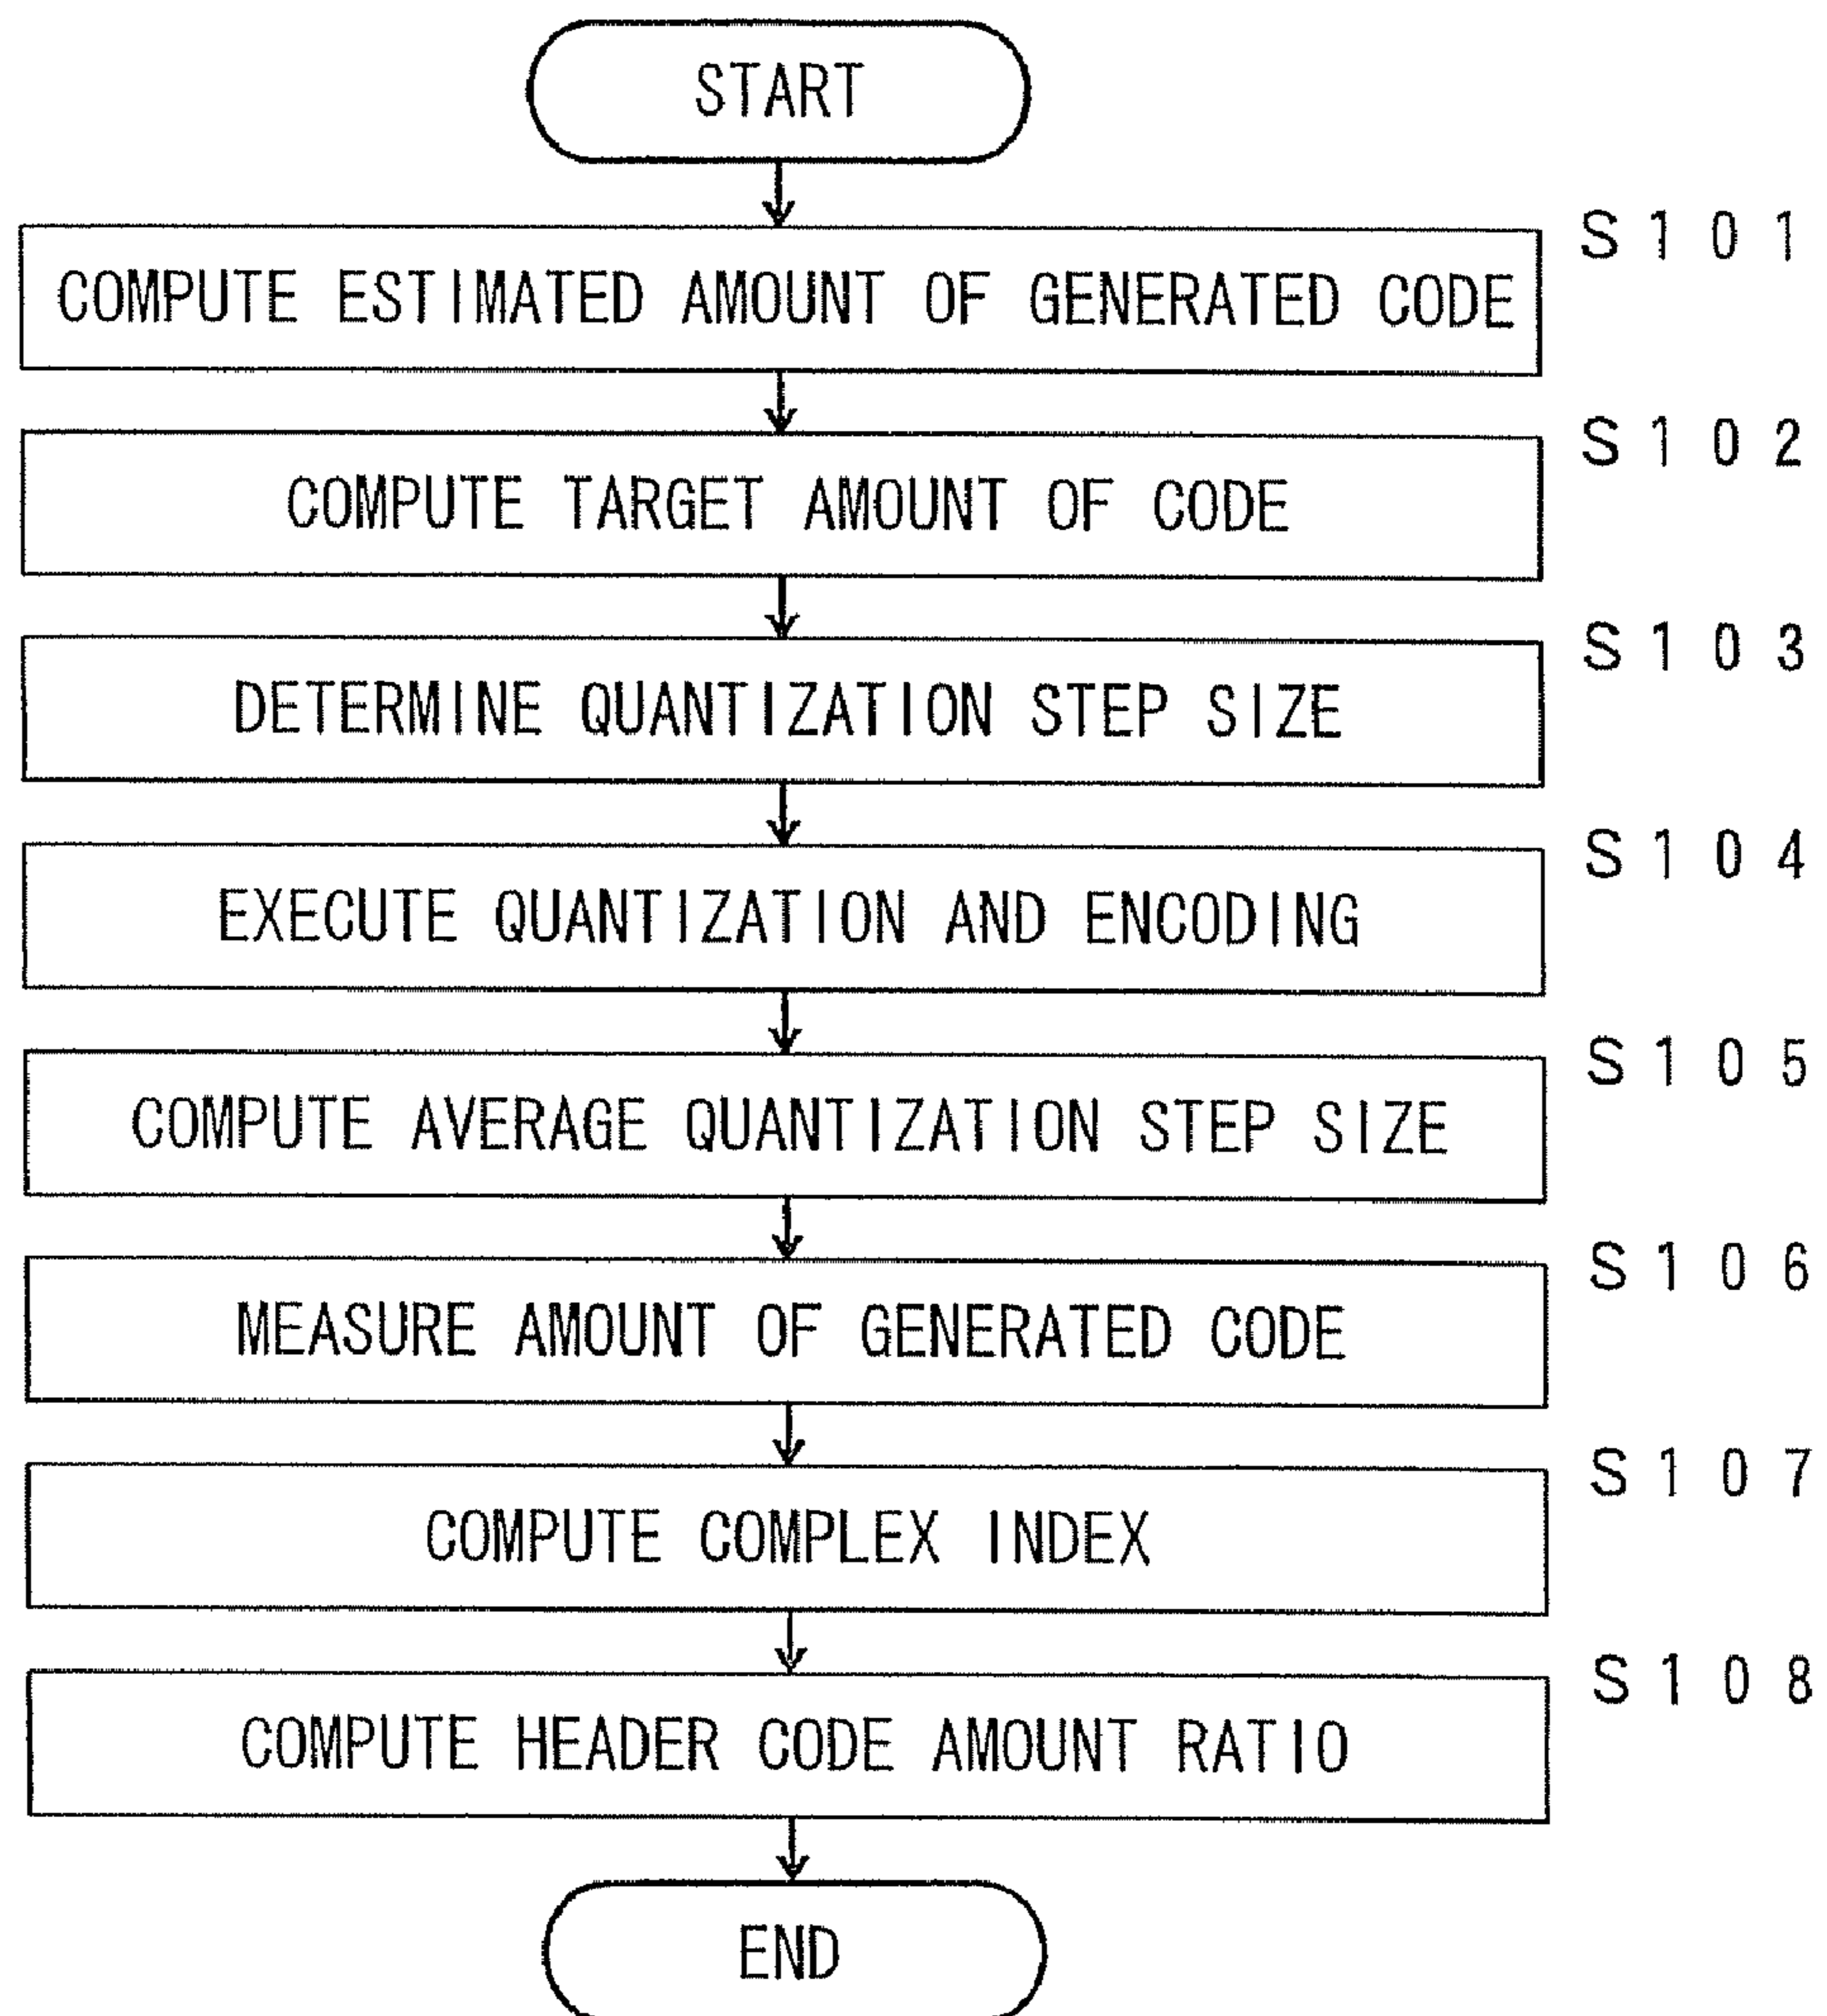 START
S101
COMPUTE ESTIMATED AMOUNT OF GENERATED CODE
S102
COMPUTE TARGET AMOUNT OF CODE
S103
DETERMINE QUANTIZATION STEP SIZE
S104
EXECUTE QUANTIZATION AND ENCODING
S105
COMPUTE AVERAGE QUANTIZATION STEP SIZE
S106
MEASURE AMOUNT OF GENERATED CODE
S107
COMPUTE COMPLEX INDEX
S108
COMPUTE HEADER CODE AMOUNT RATIO
END